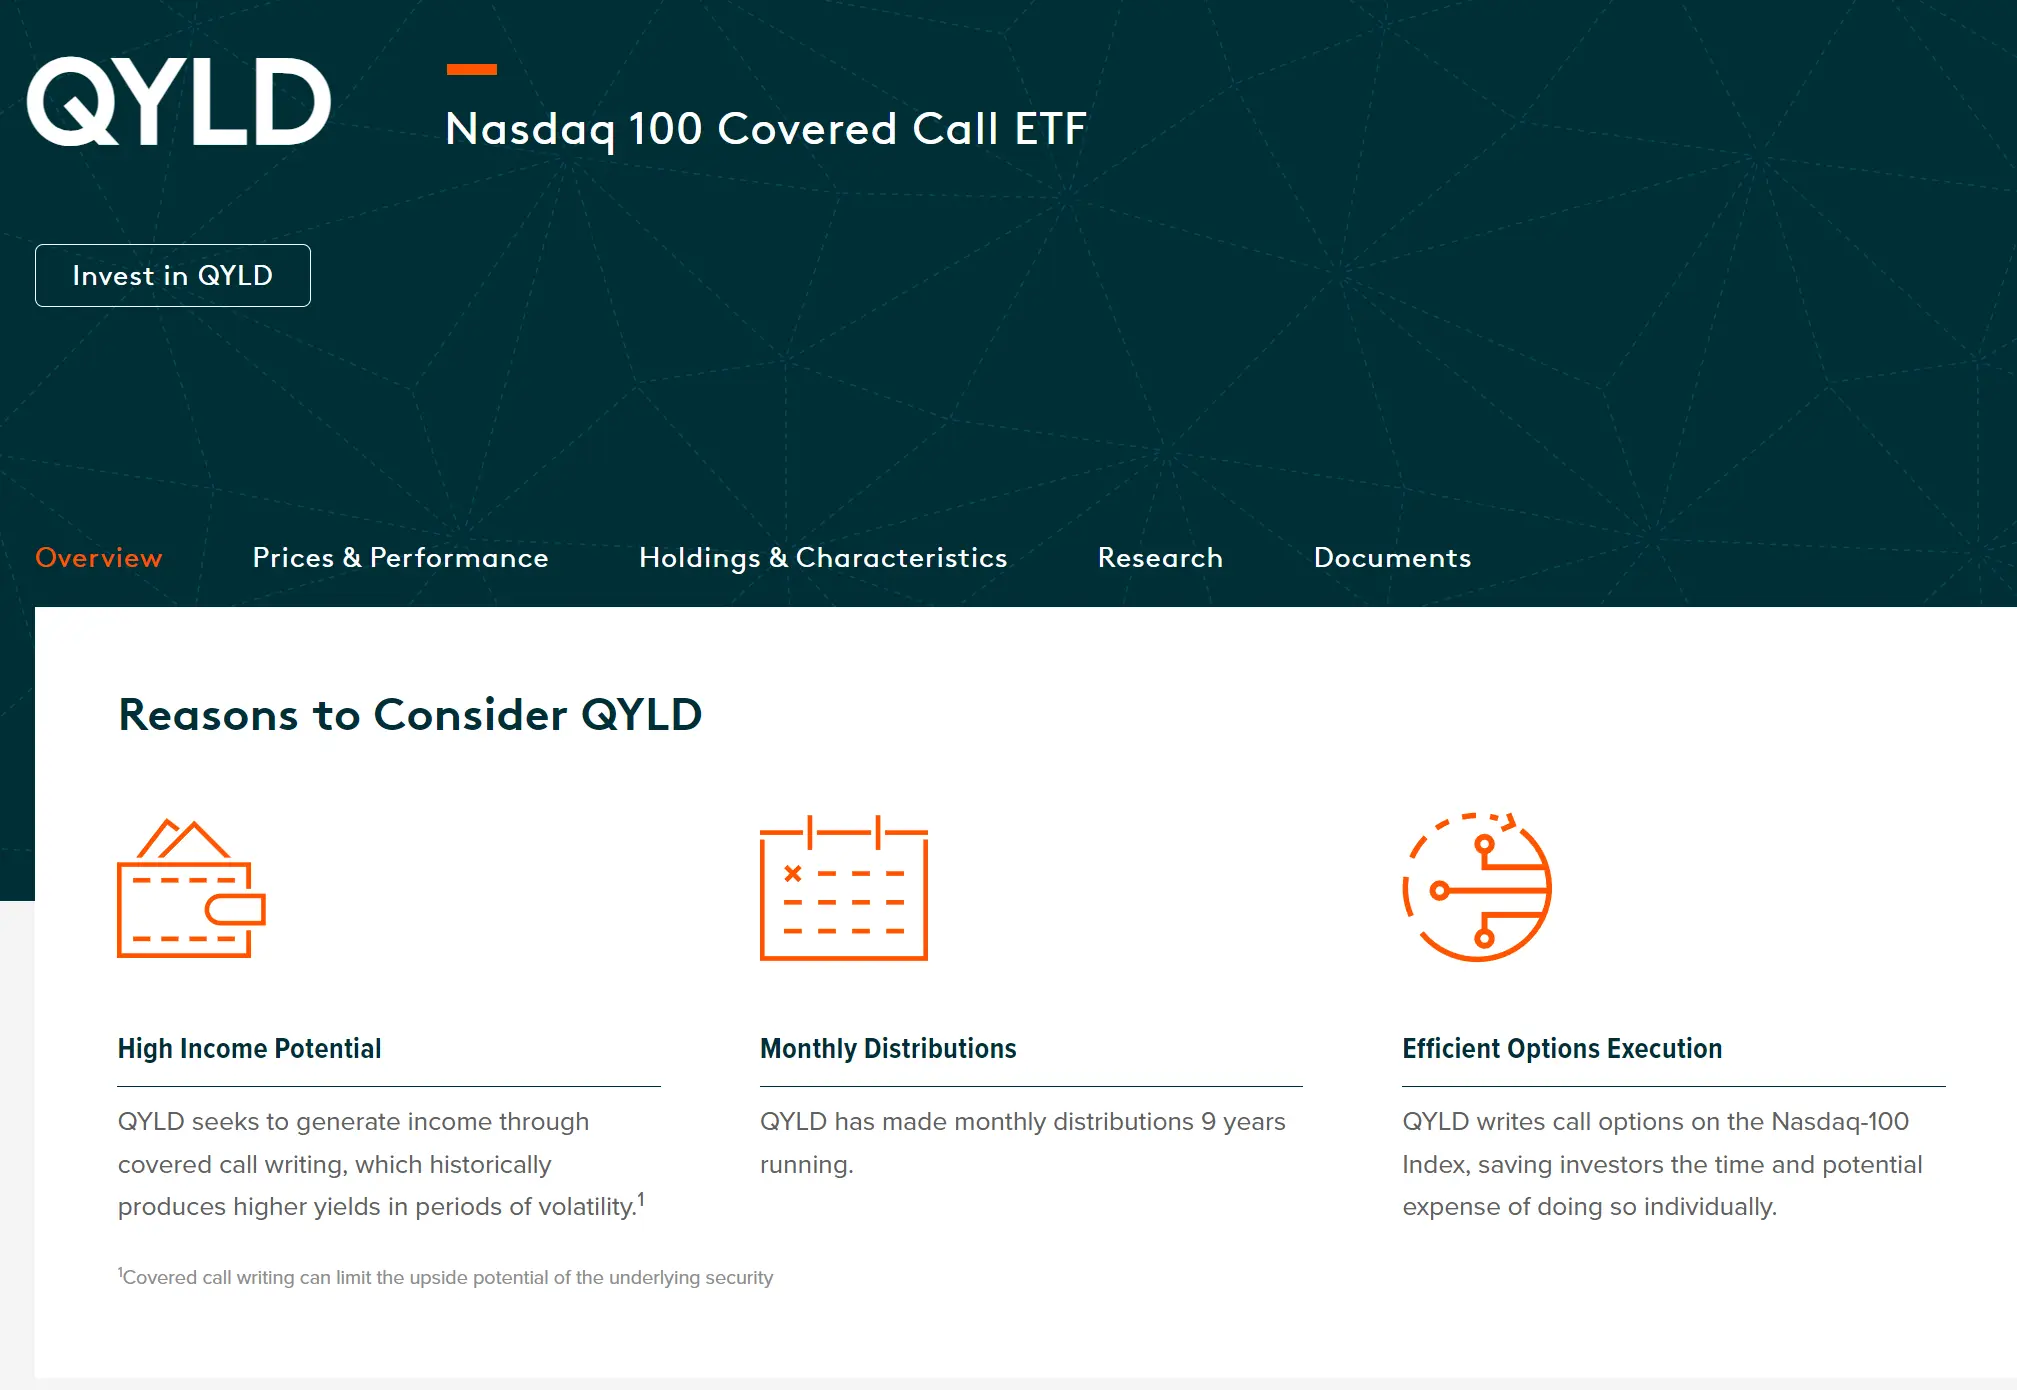 QYLD
Nasdaq 100 Covered Call ETF
Invest in QYLD
Overview
Prices & Performance
Holdings & Characteristics
Research
Documents
Reasons to Consider QYLD
High Income Potential
QYLD seeks to generate income through
covered call writing, which historically
produces higher yields in periods of volatility.¹
Monthly Distributions
QYLD has made monthly distributions 9 years
running.
Efficient Options Execution
QYLD writes call options on the Nasdaq-100
Index, saving investors the time and potential
expense of doing so individually.
¹Covered call writing can limit the upside potential of the underlying security